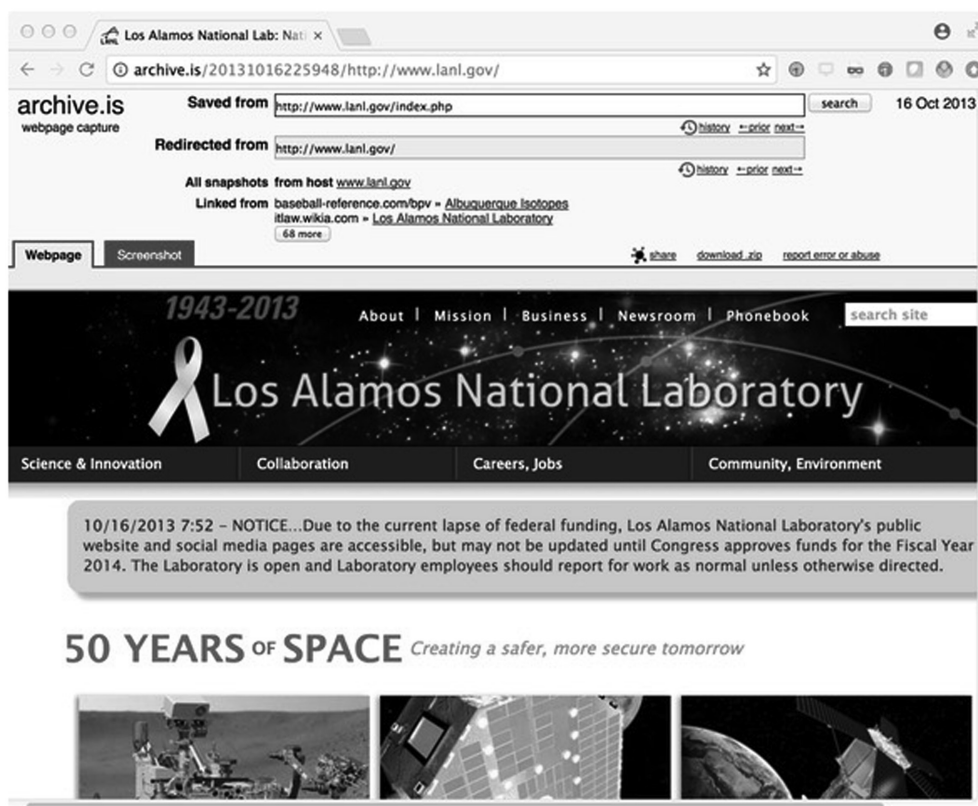 Los Alamos National Lab: Nati ×
archive.is/20131016225948/http://www.lanl.gov/
archive.is
webpage capture
Saved from http://www.lanl.gov/index.php search 16 Oct 2013
history ←prior next→
Redirected from http://www.lanl.gov/
history ←prior next→
All snapshots from host www.lanl.gov
Linked from baseball-reference.com/bpv » Albuquerque Isotopes
itlaw.wikia.com » Los Alamos National Laboratory
68 more
Webpage Screenshot share download .zip report error or abuse
1943-2013
About | Mission | Business | Newsroom | Phonebook search site
Los Alamos National Laboratory
Science & Innovation Collaboration Careers, Jobs Community, Environment
10/16/2013 7:52 – NOTICE...Due to the current lapse of federal funding, Los Alamos National Laboratory's public
website and social media pages are accessible, but may not be updated until Congress approves funds for the Fiscal Year
2014. The Laboratory is open and Laboratory employees should report for work as normal unless otherwise directed.
50 YEARS OF SPACE Creating a safer, more secure tomorrow